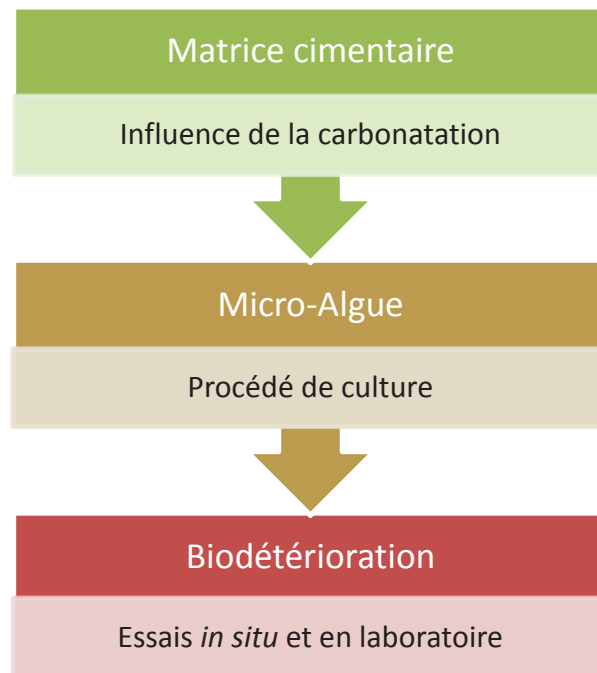 Matrice cimentaire
Influence de la carbonatation
Micro-Algue
Procédé de culture
Biodétérioration
Essais in situ et en laboratoire